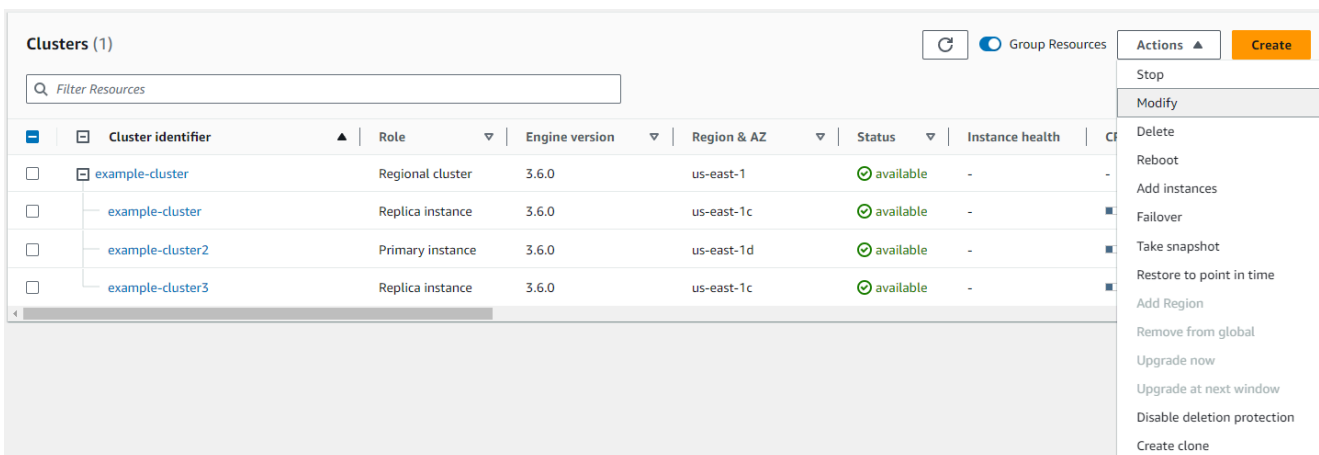 Clusters (1)
Group Resources
Actions
Create
Filter Resources
Stop
Modify
Delete
Reboot
Add instances
Failover
Take snapshot
Restore to point in time
Add Region
Remove from global
Upgrade now
Upgrade at next window
Disable deletion protection
Create clone
Cluster identifier Role Engine version Region & AZ Status Instance health
example-cluster Regional cluster 3.6.0 us-east-1 available - -
example-cluster Replica instance 3.6.0 us-east-1c available -
example-cluster2 Primary instance 3.6.0 us-east-1d available -
example-cluster3 Replica instance 3.6.0 us-east-1c available -